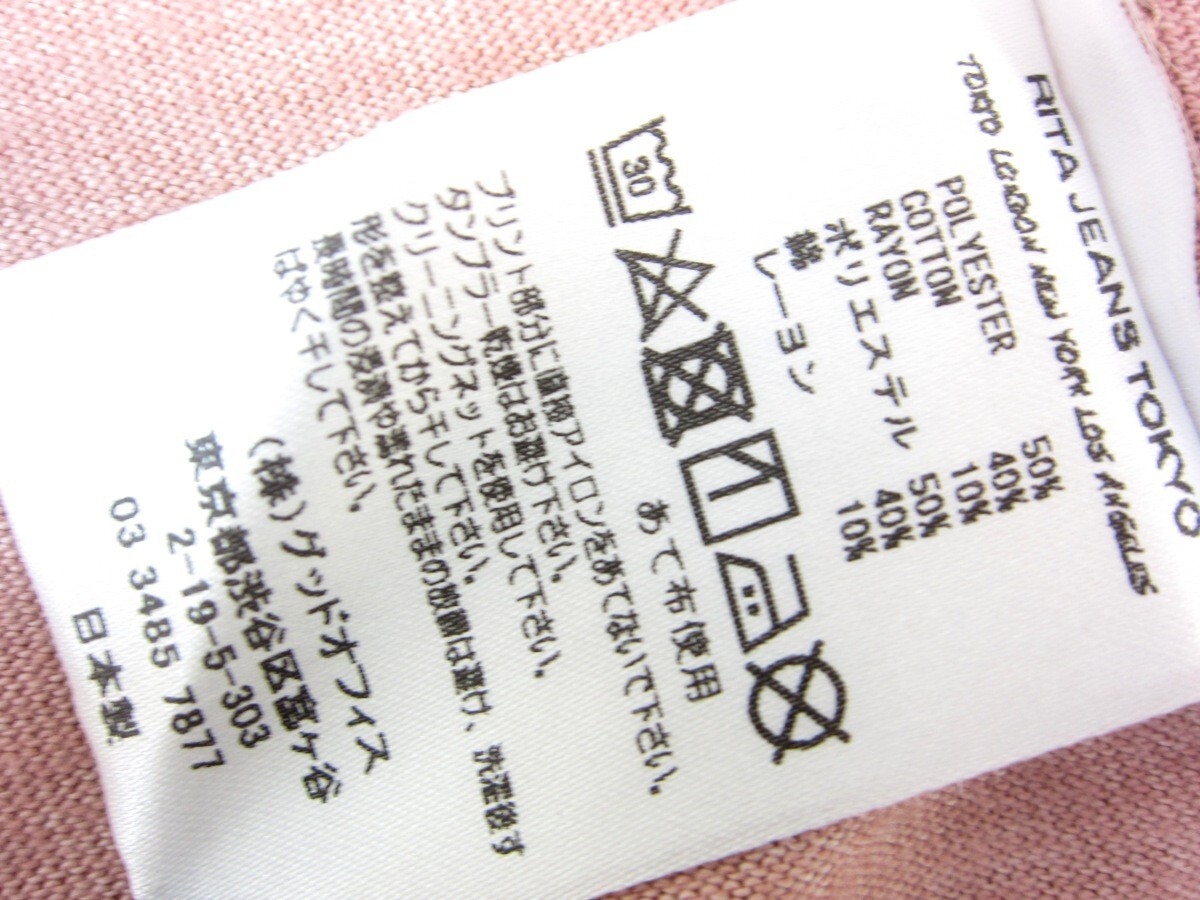 RITA JEANS TOKYO
TOKYO LONDON NEW YORK LOS ANGELUS
POLYESTER 50%
COTTON 40%
RAYON 10%
ポリエステル 50%
綿 40%
レーヨン 10%
30
あて布使用
プリント部分に直接アイロンをあてないで下さい。
タンブラー乾燥はお避け下さい。
クリーニングネットを使用して下さい。
形を整えてから干して下さい。
長時間の浸漬や濡れたままの放置は避け、洗濯後す
ばやく干して下さい。
(株)グッドオフィス
東京都渋谷区富ヶ谷
2-19-5-303
03 3485 7877
日本製